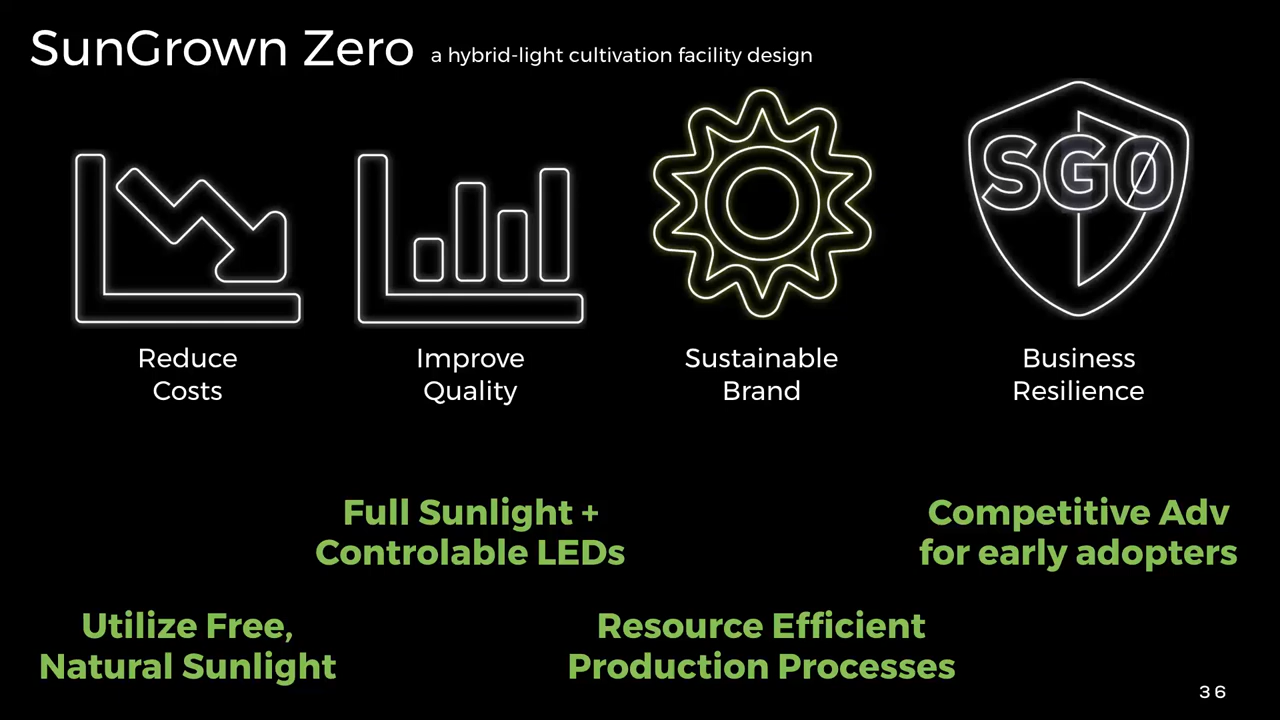 SunGrown Zero a hybrid-light cultivation facility design
SG0
Reduce
Costs
Improve
Quality
Sustainable
Brand
Business
Resilience
Full Sunlight +
Controlable LEDs
Competitive Adv
for early adopters
Utilize Free,
Natural Sunlight
Resource Efficient
Production Processes
36